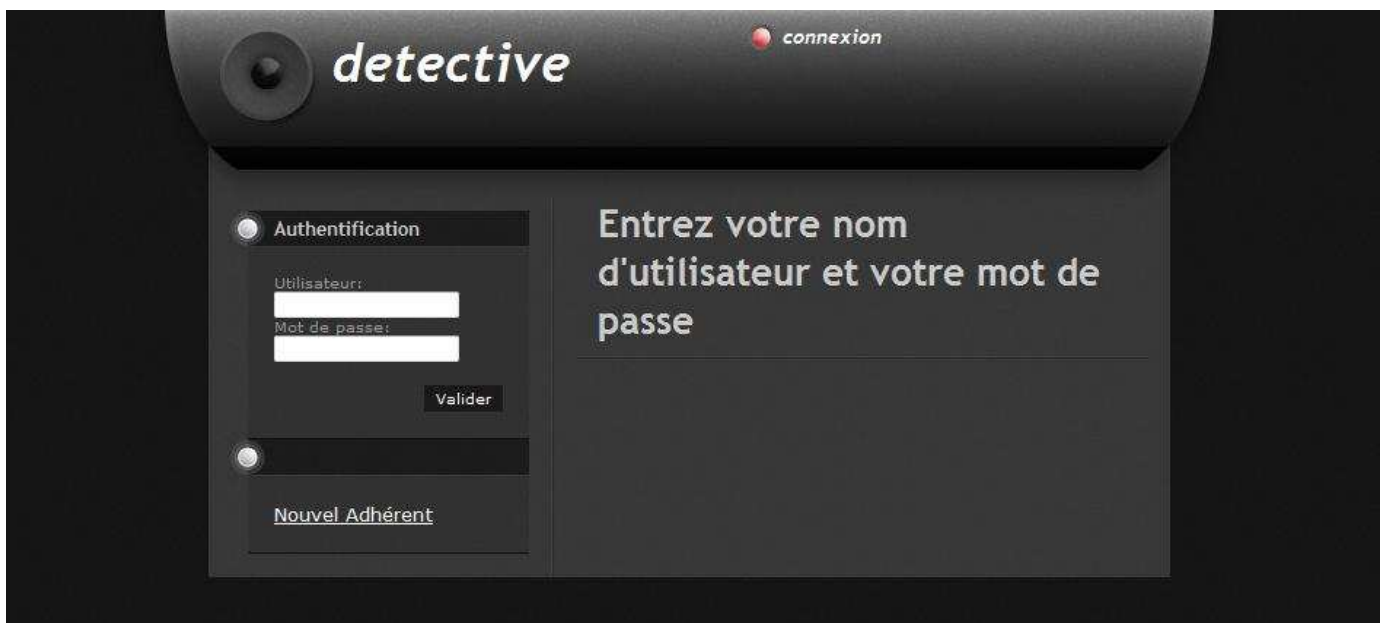 detective
connexion
Authentification
Utilisateur:
Mot de passe:
Valider
Nouvel Adhérent
Entrez votre nom
d'utilisateur et votre mot de
passe